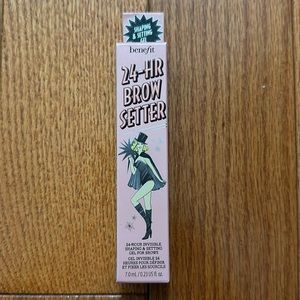 SHAPING
& SETTING
GEL
benefit
24-HR
BROW
SETTER
24-HOUR INVISIBLE
SHAPING & SETTING
GEL FOR BROWS
GEL INVISIBLE 24
HEURES POUR DÉFINIR
ET FIXER LES SOURCILS
7.0 mL / 0.23 US fl. oz.